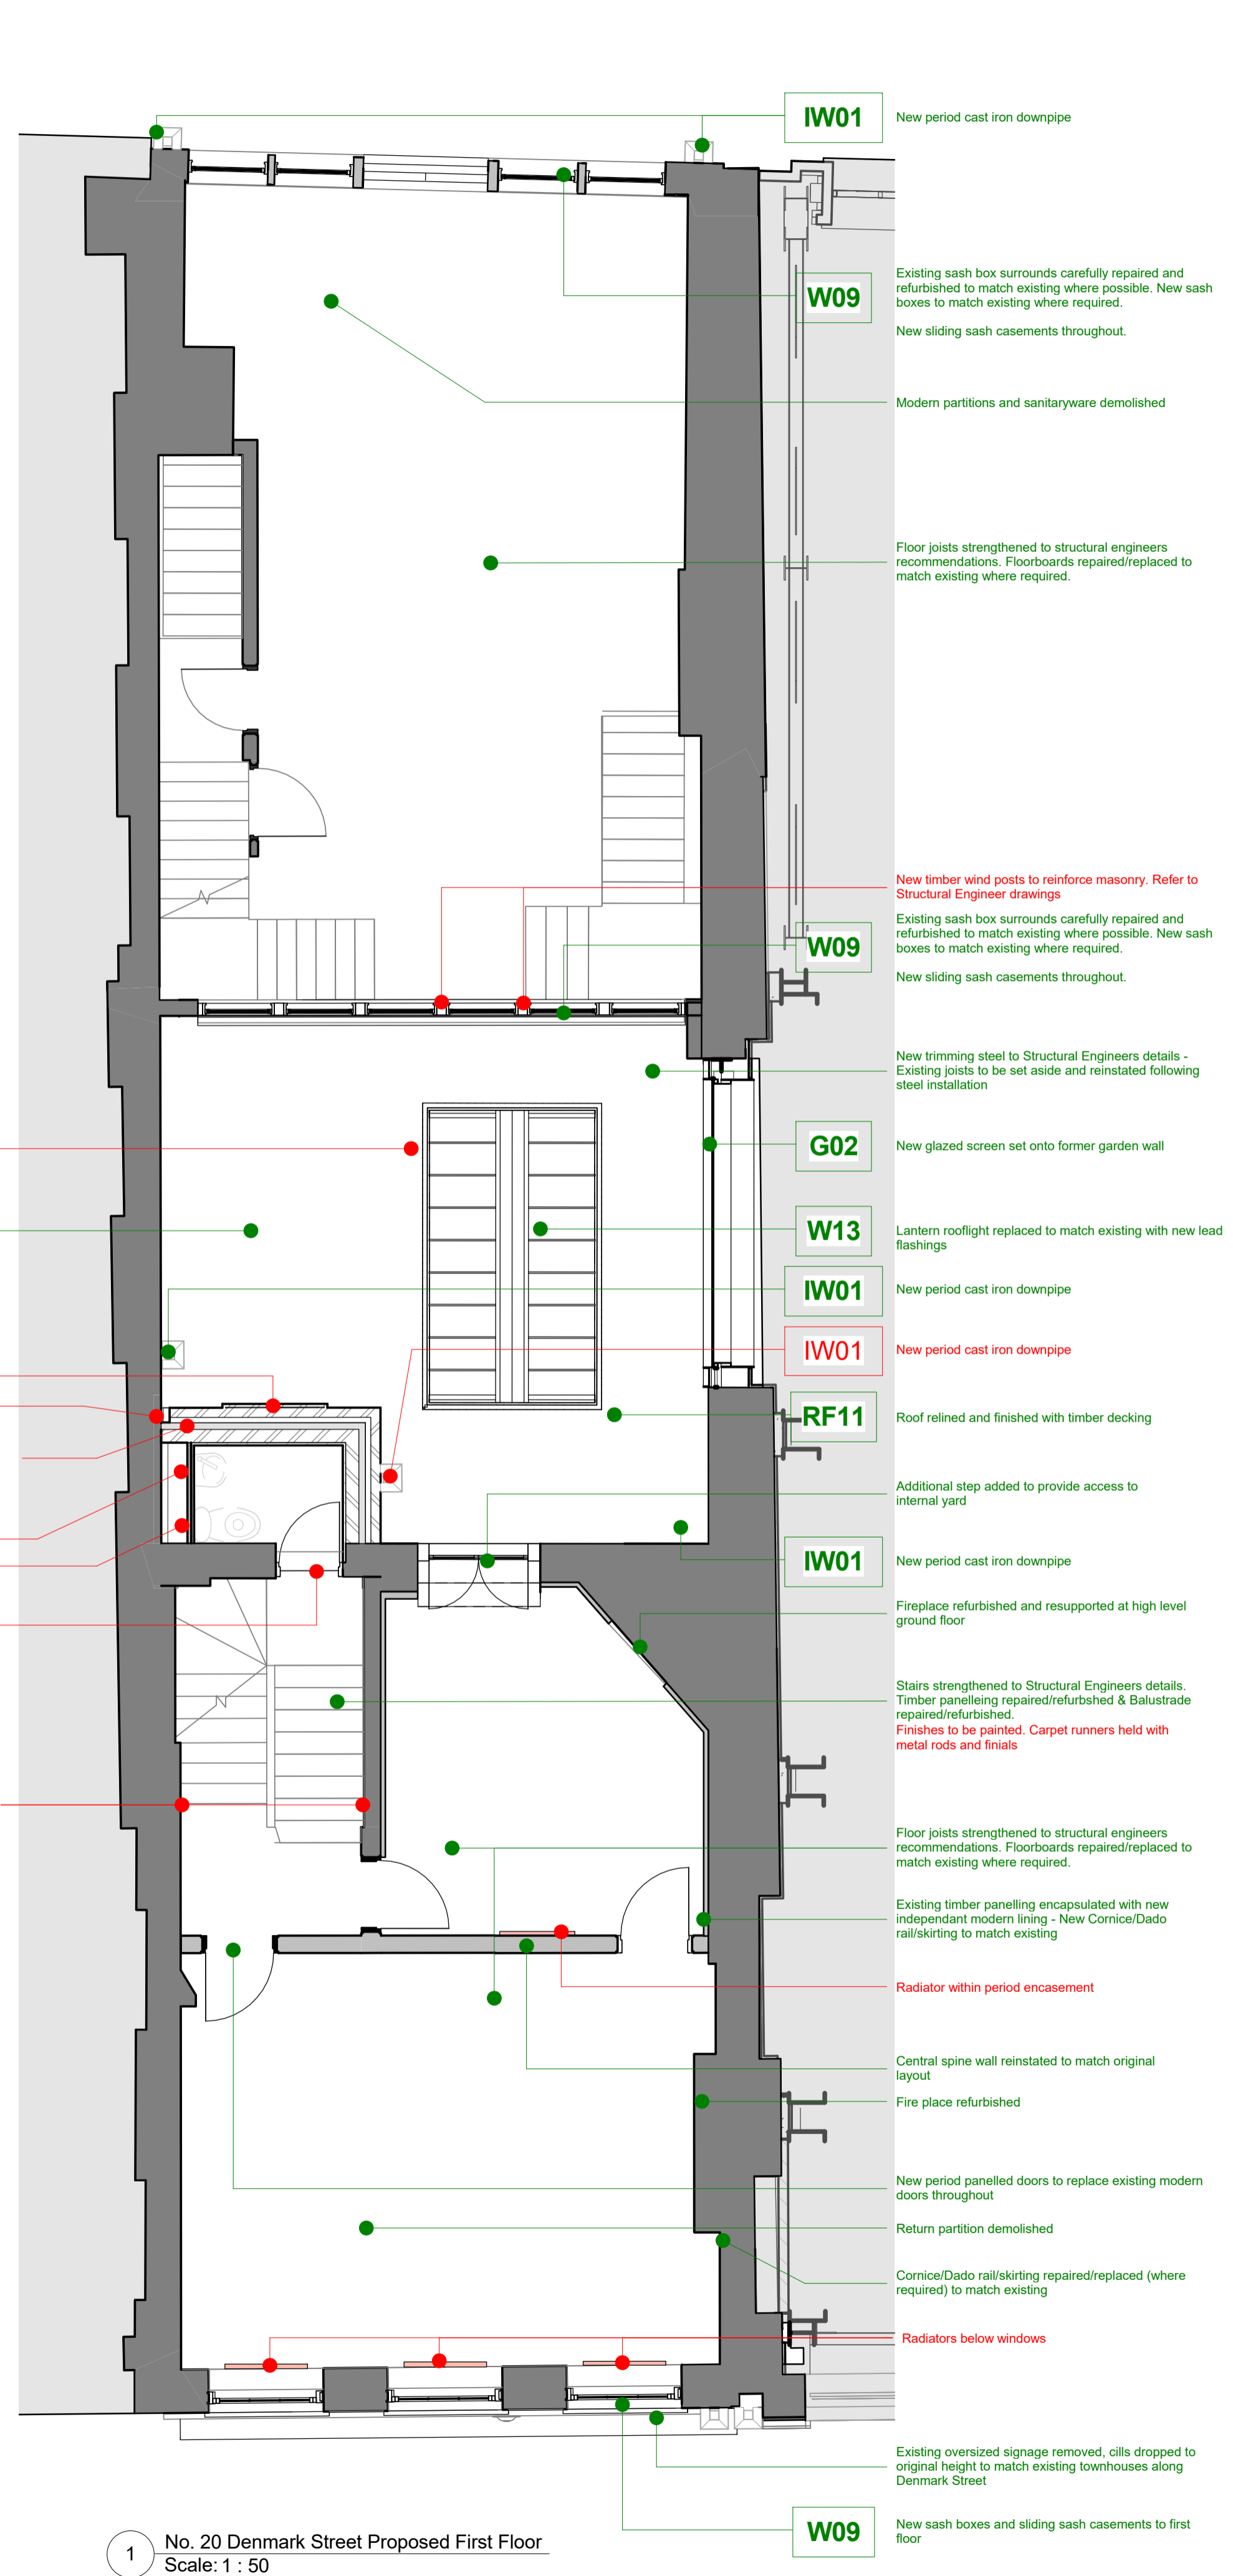 IW01
New period cast iron downpipe
W09
Existing sash box surrounds carefully repaired and
refurbished to match existing where possible. New sash
boxes to match existing where required.
New sliding sash casements throughout.
Modern partitions and sanitaryware demolished
Floor joists strengthened to structural engineers
recommendations. Floorboards repaired/replaced to
match existing where required.
New timber wind posts to reinforce masonry. Refer to
Structural Engineer drawings
W09
Existing sash box surrounds carefully repaired and
refurbished to match existing where possible. New sash
boxes to match existing where required.
New sliding sash casements throughout.
New trimming steel to Structural Engineers details -
Existing joists to be set aside and reinstated following
steel installation
G02
New glazed screen set onto former garden wall
W13
Lantern rooflight replaced to match existing with new lead
flashings
IW01
New period cast iron downpipe
IW01
New period cast iron downpipe
RF11
Roof relined and finished with timber decking
Additional step added to provide access to
internal yard
IW01
New period cast iron downpipe
Fireplace refurbished and resupported at high level
ground floor
Stairs strengthened to Structural Engineers details.
Timber panelleing repaired/refurbshed & Balustrade
repaired/refurbished.
Finishes to be painted. Carpet runners held with
metal rods and finials
Floor joists strengthened to structural engineers
recommendations. Floorboards repaired/replaced to
match existing where required.
Existing timber panelling encapsulated with new
independant modern lining - New Cornice/Dado
rail/skirting to match existing
Radiator within period encasement
Central spine wall reinstated to match original
layout
Fire place refurbished
New period panelled doors to replace existing modern
doors throughout
Return partition demolished
Cornice/Dado rail/skirting repaired/replaced (where
required) to match existing
Radiators below windows
Existing oversized signage removed, cills dropped to
original height to match existing townhouses along
Denmark Street
W09
New sash boxes and sliding sash casements to first
floor
1
No. 20 Denmark Street Proposed First Floor
Scale: 1 : 50